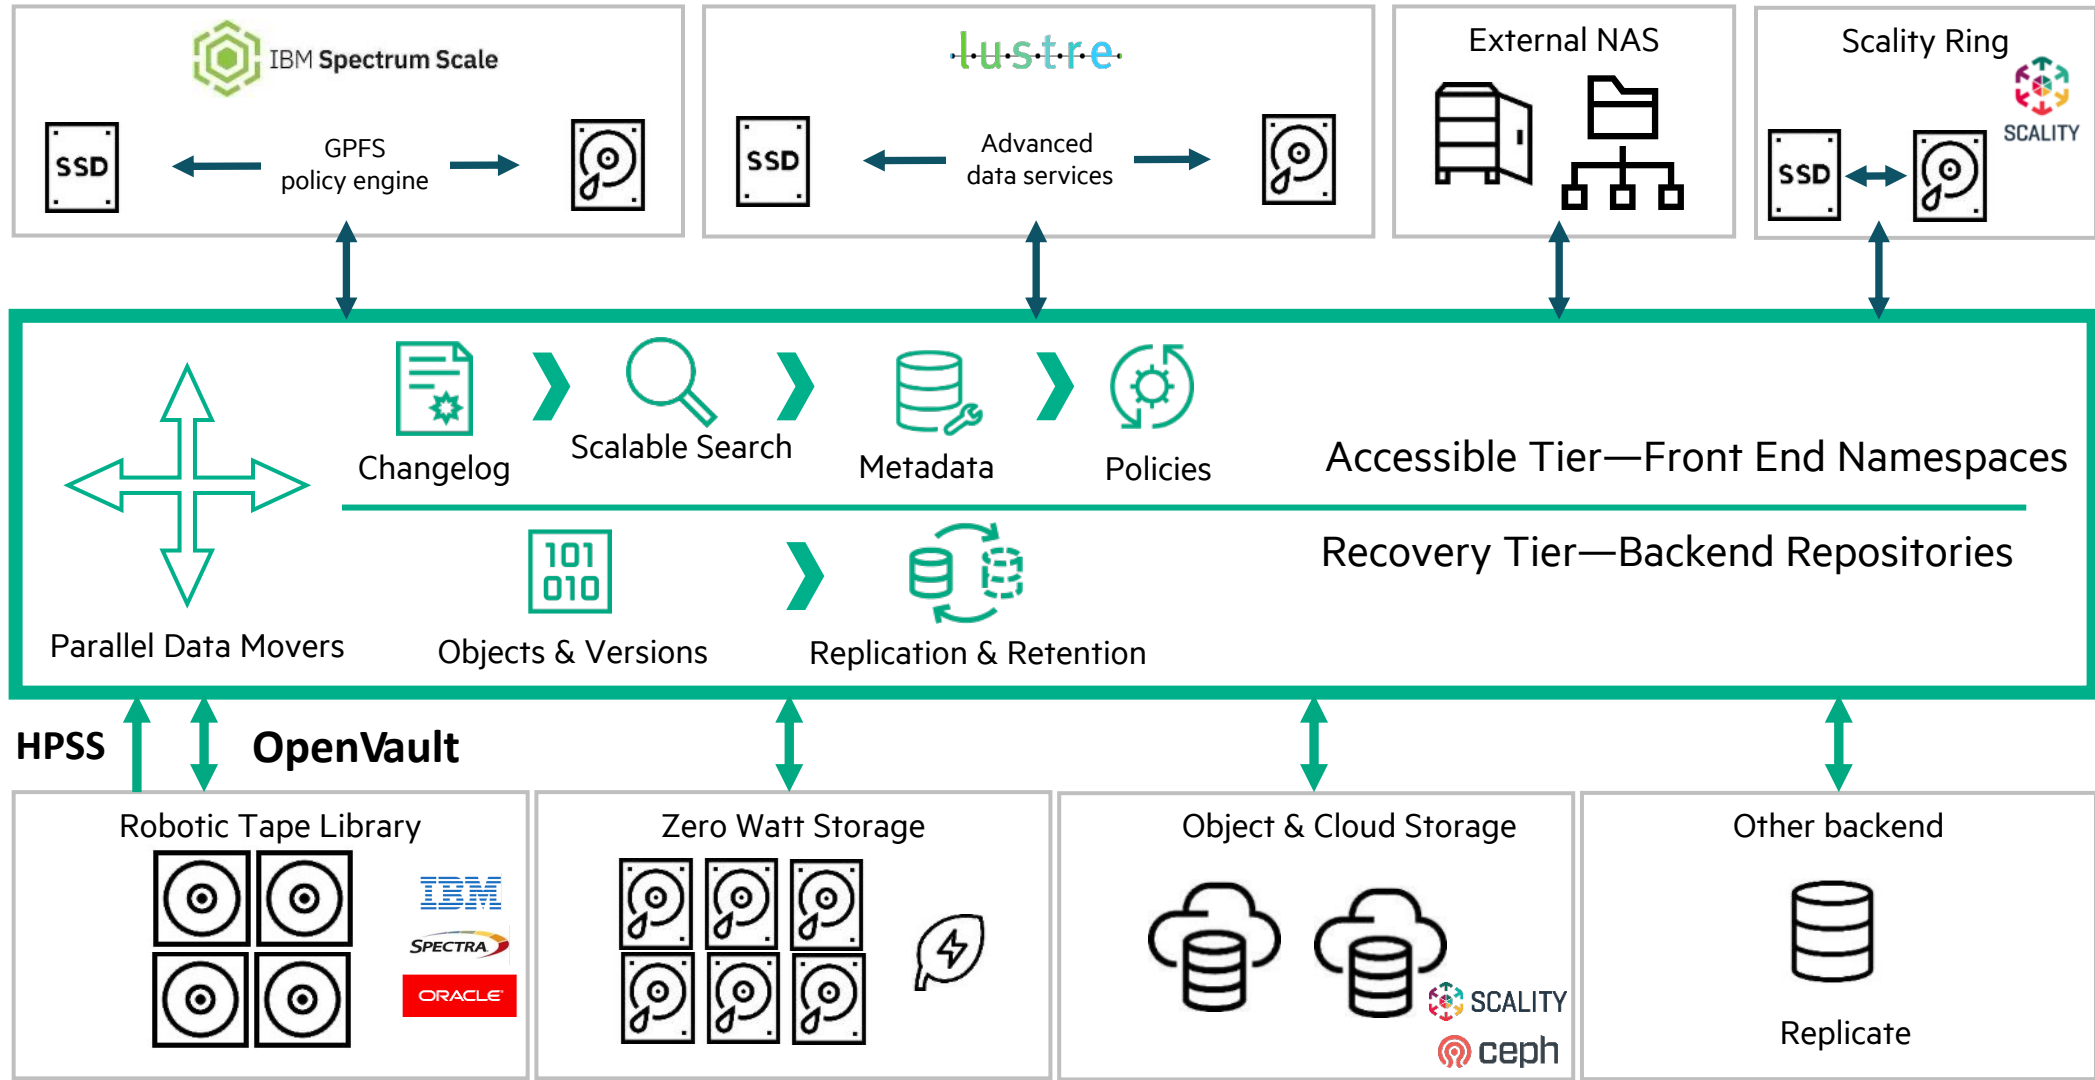 IBM Spectrum Scale
SSD
GPFS
policy engine
lustre
SSD
Advanced
data services
External NAS
Scality Ring
SCALITY
SSD
Changelog
Scalable Search
Metadata
Policies
Accessible Tier—Front End Namespaces
Parallel Data Movers
101
010
Objects & Versions
Replication & Retention
Recovery Tier—Backend Repositories
HPSS
OpenVault
Robotic Tape Library
IBM
SPECTRA
ORACLE
Zero Watt Storage
Object & Cloud Storage
SCALITY
ceph
Other backend
Replicate